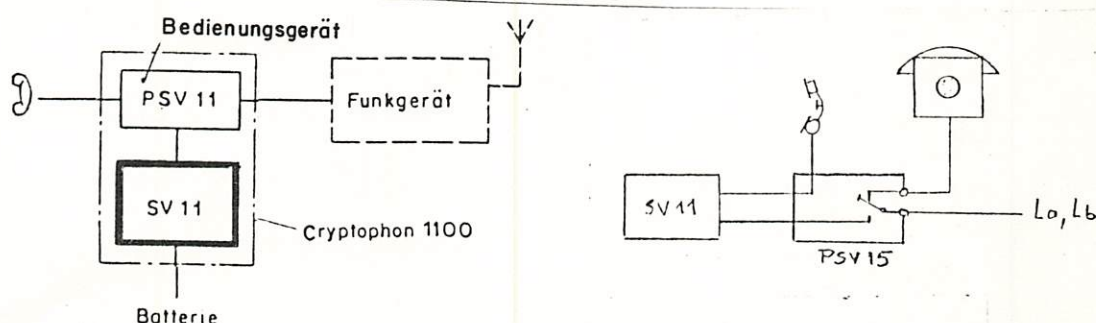 Bedienungsgerät
PSV 11
Funkgerät
SV 11
Cryptophon 1100
Batterie
SV 11
PSV 15
La, Lb